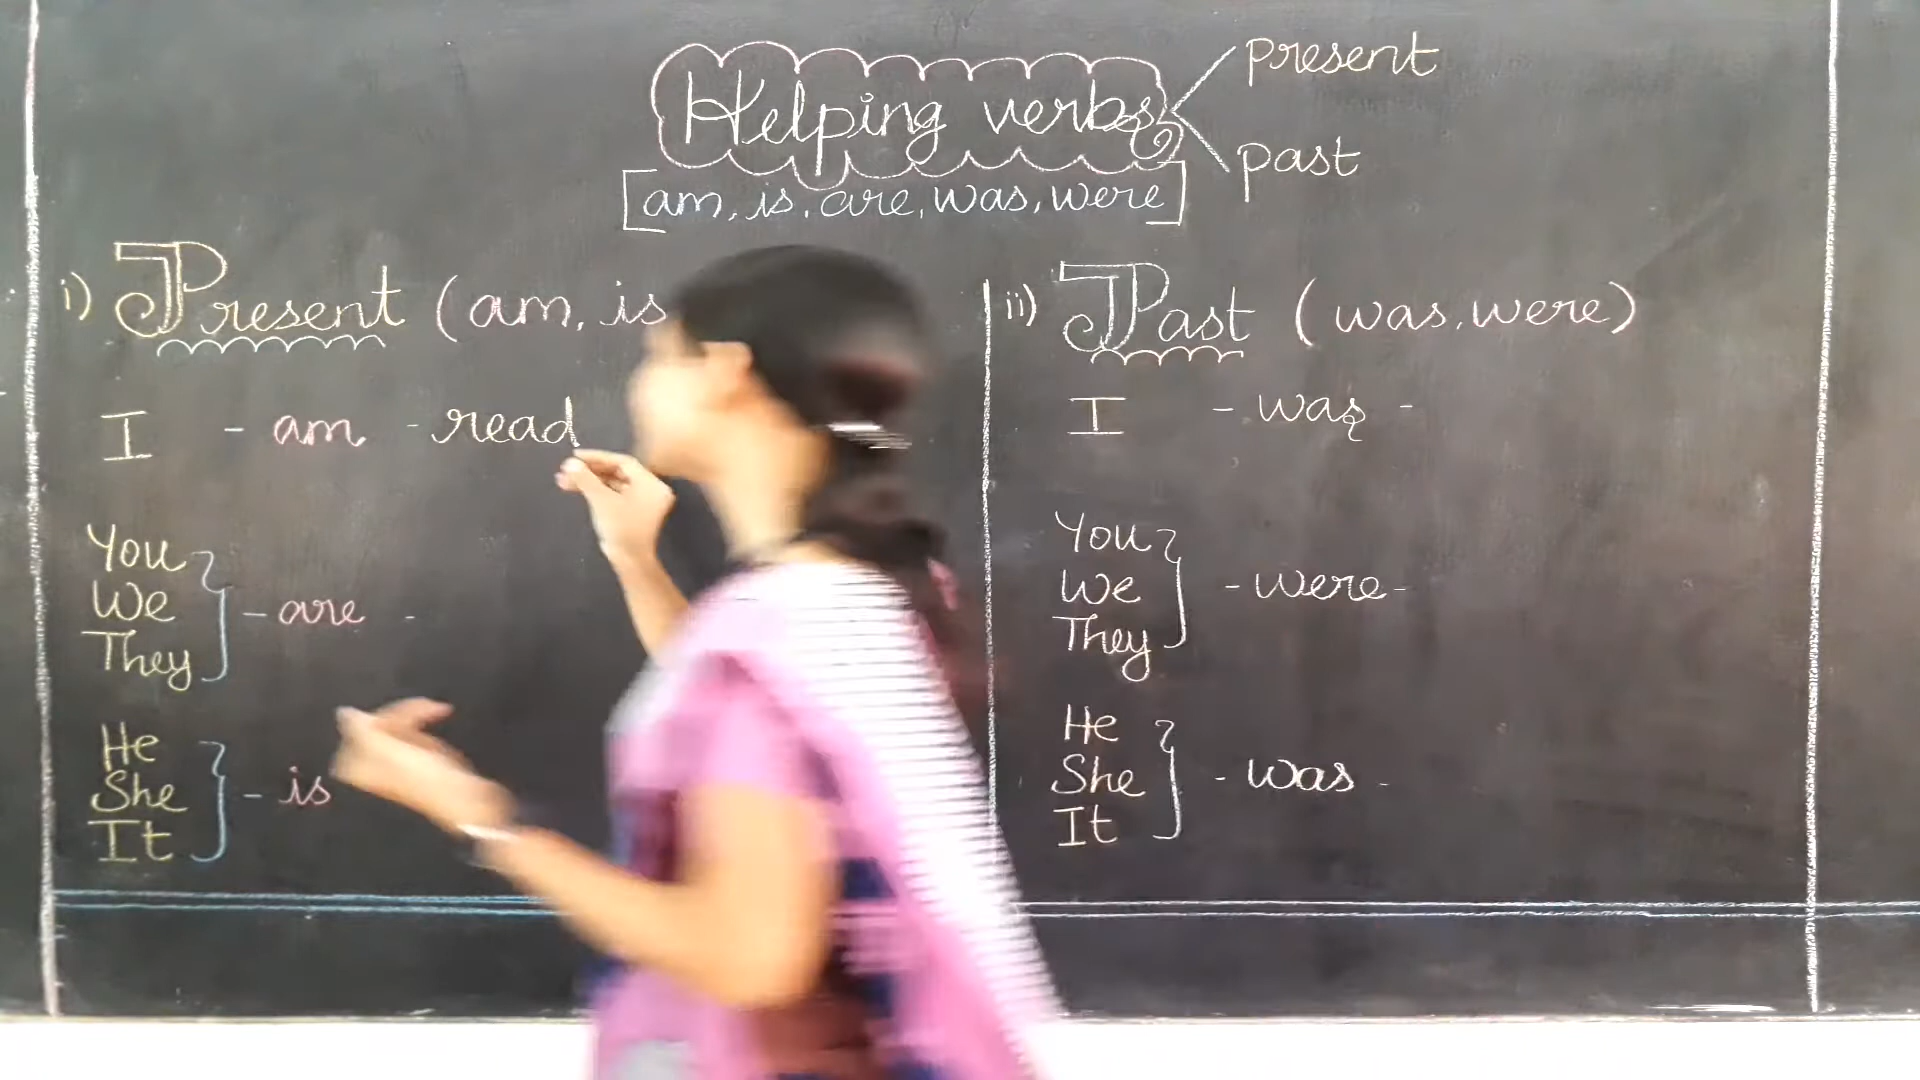 Helping verbs
present
past
[am, is, are, was, were]
i) Present (am, is
I - am - read
You
We
They
- are -
He
She
It
- is
ii) Past (was, were)
I - was -
You
We
They
- were -
He
She
It
- was -